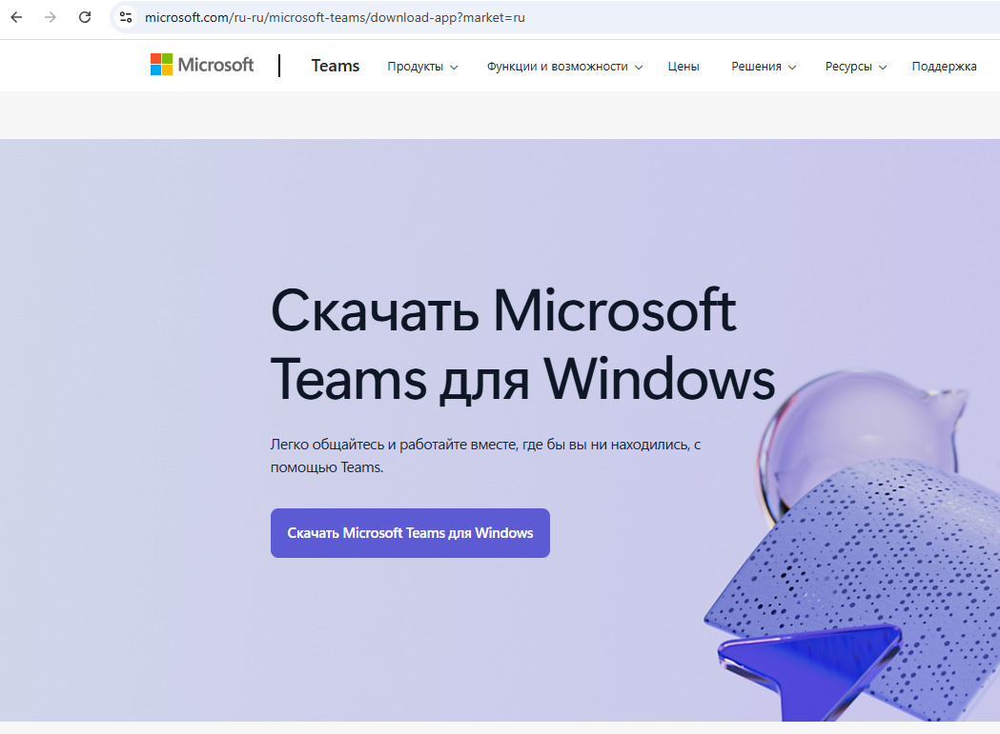 microsoft.com/ru-ru/microsoft-teams/download-app?market=ru
Microsoft Teams Продукты Функции и возможности Цены Решения Ресурсы Поддержка
Скачать Microsoft
Teams для Windows
Легко общайтесь и работайте вместе, где бы вы ни находились, с
помощью Teams.
Скачать Microsoft Teams для Windows